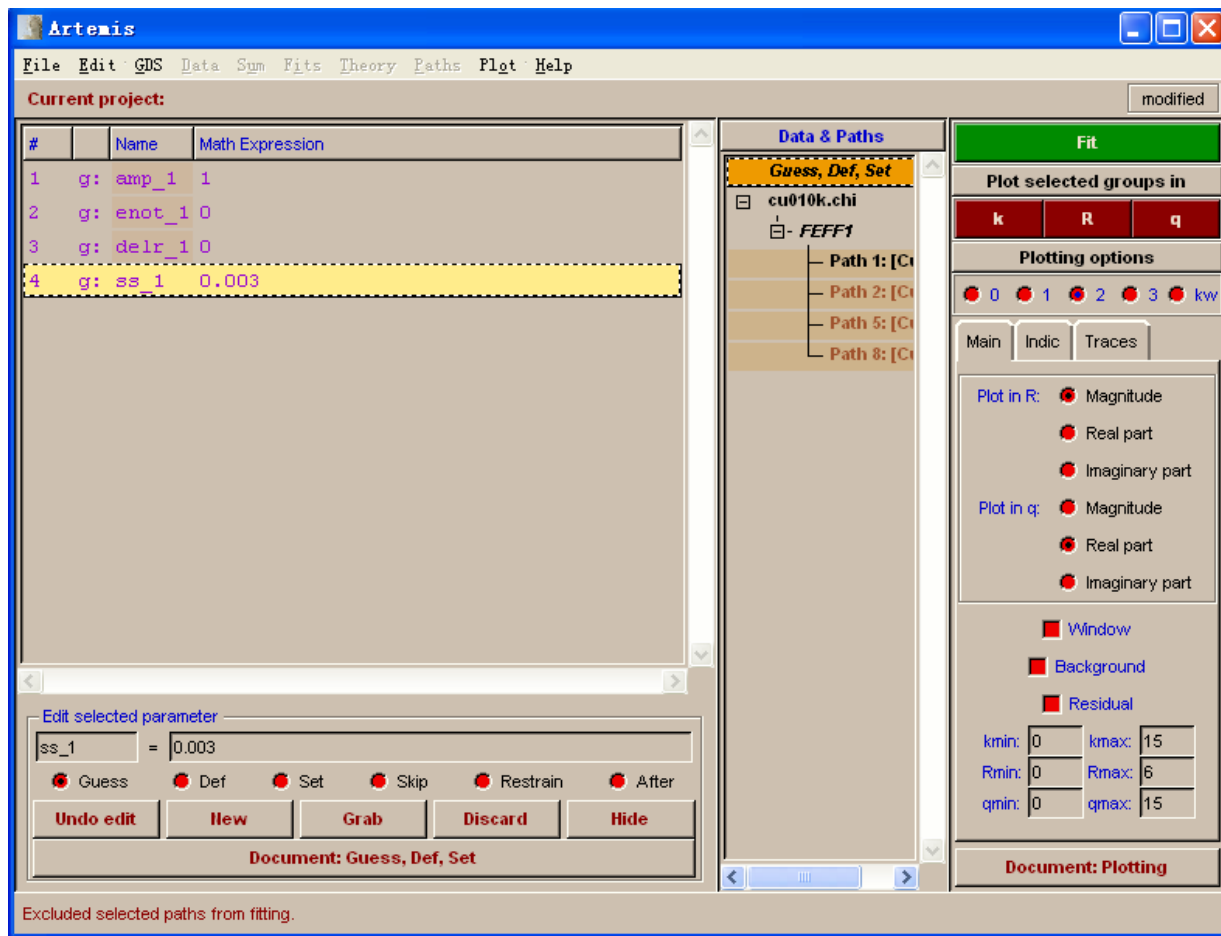 Artemis
File Edit GDS Data Sum Fits Theory Paths Plot Help
Current project:
modified
# Name Math Expression
1 g: amp_1 1
2 g: enot_1 0
3 g: delr_1 0
4 g: ss_1 0.003
Edit selected parameter
ss_1 = 0.003
Guess Def Set Skip Restrain After
Undo edit New Grab Discard Hide
Document: Guess, Def, Set
Data & Paths
Guess, Def, Set
cu010k.chi
FEFF1
Path 1: [Cu
Path 2: [Cu
Path 5: [Cu
Path 8: [Cu
Fit
Plot selected groups in
k R q
Plotting options
0 1 2 3 kw
Main Indic Traces
Plot in R: Magnitude
Real part
Imaginary part
Plot in q: Magnitude
Real part
Imaginary part
Window
Background
Residual
kmin: 0 kmax: 15
Rmin: 0 Rmax: 6
qmin: 0 qmax: 15
Document: Plotting
Excluded selected paths from fitting.